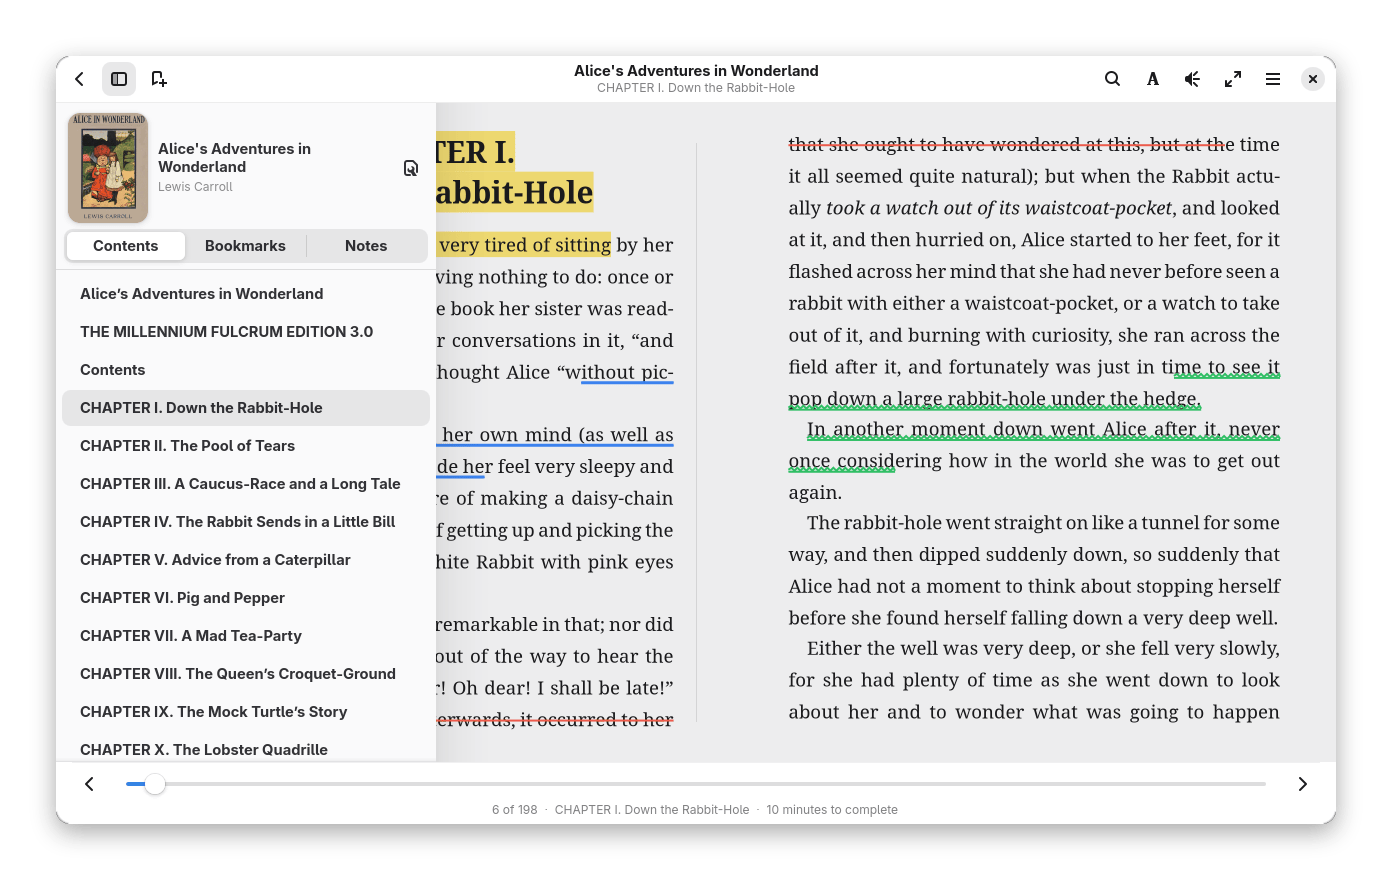 Alice's Adventures in Wonderland
CHAPTER I. Down the Rabbit-Hole
A
ALICE IN WONDERLAND
LEWIS CARROLL
Alice's Adventures in
Wonderland
Lewis Carroll
Contents Bookmarks Notes
Alice’s Adventures in Wonderland
THE MILLENNIUM FULCRUM EDITION 3.0
Contents
CHAPTER I. Down the Rabbit-Hole
CHAPTER II. The Pool of Tears
CHAPTER III. A Caucus-Race and a Long Tale
CHAPTER IV. The Rabbit Sends in a Little Bill
CHAPTER V. Advice from a Caterpillar
CHAPTER VI. Pig and Pepper
CHAPTER VII. A Mad Tea-Party
CHAPTER VIII. The Queen’s Croquet-Ground
CHAPTER IX. The Mock Turtle’s Story
CHAPTER X. The Lobster Quadrille
TER I.
abbit-Hole
very tired of sitting by her
ving nothing to do: once or
e book her sister was read-
r conversations in it, “and
hought Alice “without pic-
her own mind (as well as
de her feel very sleepy and
re of making a daisy-chain
f getting up and picking the
hite Rabbit with pink eyes
remarkable in that; nor did
out of the way to hear the
r! Oh dear! I shall be late!”
erwards, it occurred to her
that she ought to have wondered at this, but at the time
it all seemed quite natural); but when the Rabbit actu-
ally took a watch out of its waistcoat-pocket, and looked
at it, and then hurried on, Alice started to her feet, for it
flashed across her mind that she had never before seen a
rabbit with either a waistcoat-pocket, or a watch to take
out of it, and burning with curiosity, she ran across the
field after it, and fortunately was just in time to see it
pop down a large rabbit-hole under the hedge.
In another moment down went Alice after it, never
once considering how in the world she was to get out
again.
The rabbit-hole went straight on like a tunnel for some
way, and then dipped suddenly down, so suddenly that
Alice had not a moment to think about stopping herself
before she found herself falling down a very deep well.
Either the well was very deep, or she fell very slowly,
for she had plenty of time as she went down to look
about her and to wonder what was going to happen
6 of 198 · CHAPTER I. Down the Rabbit-Hole · 10 minutes to complete